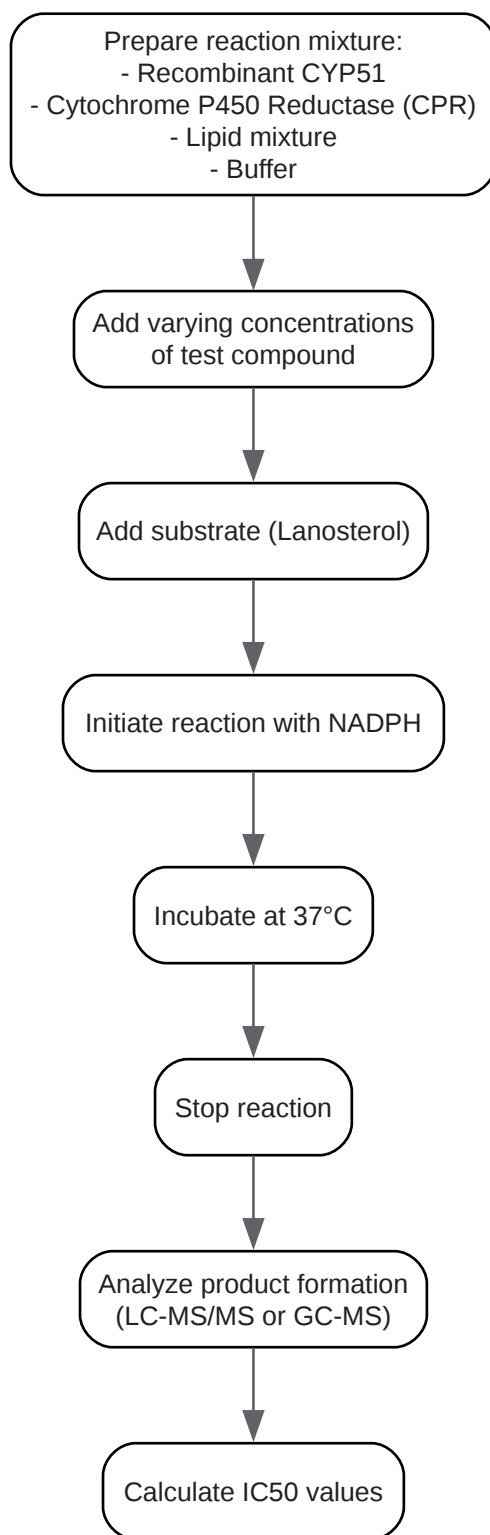 Prepare reaction mixture:
- Recombinant CYP51
- Cytochrome P450 Reductase (CPR)
- Lipid mixture
- Buffer
Add varying concentrations
of test compound
Add substrate (Lanosterol)
Initiate reaction with NADPH
Incubate at 37°C
Stop reaction
Analyze product formation
(LC-MS/MS or GC-MS)
Calculate IC50 values